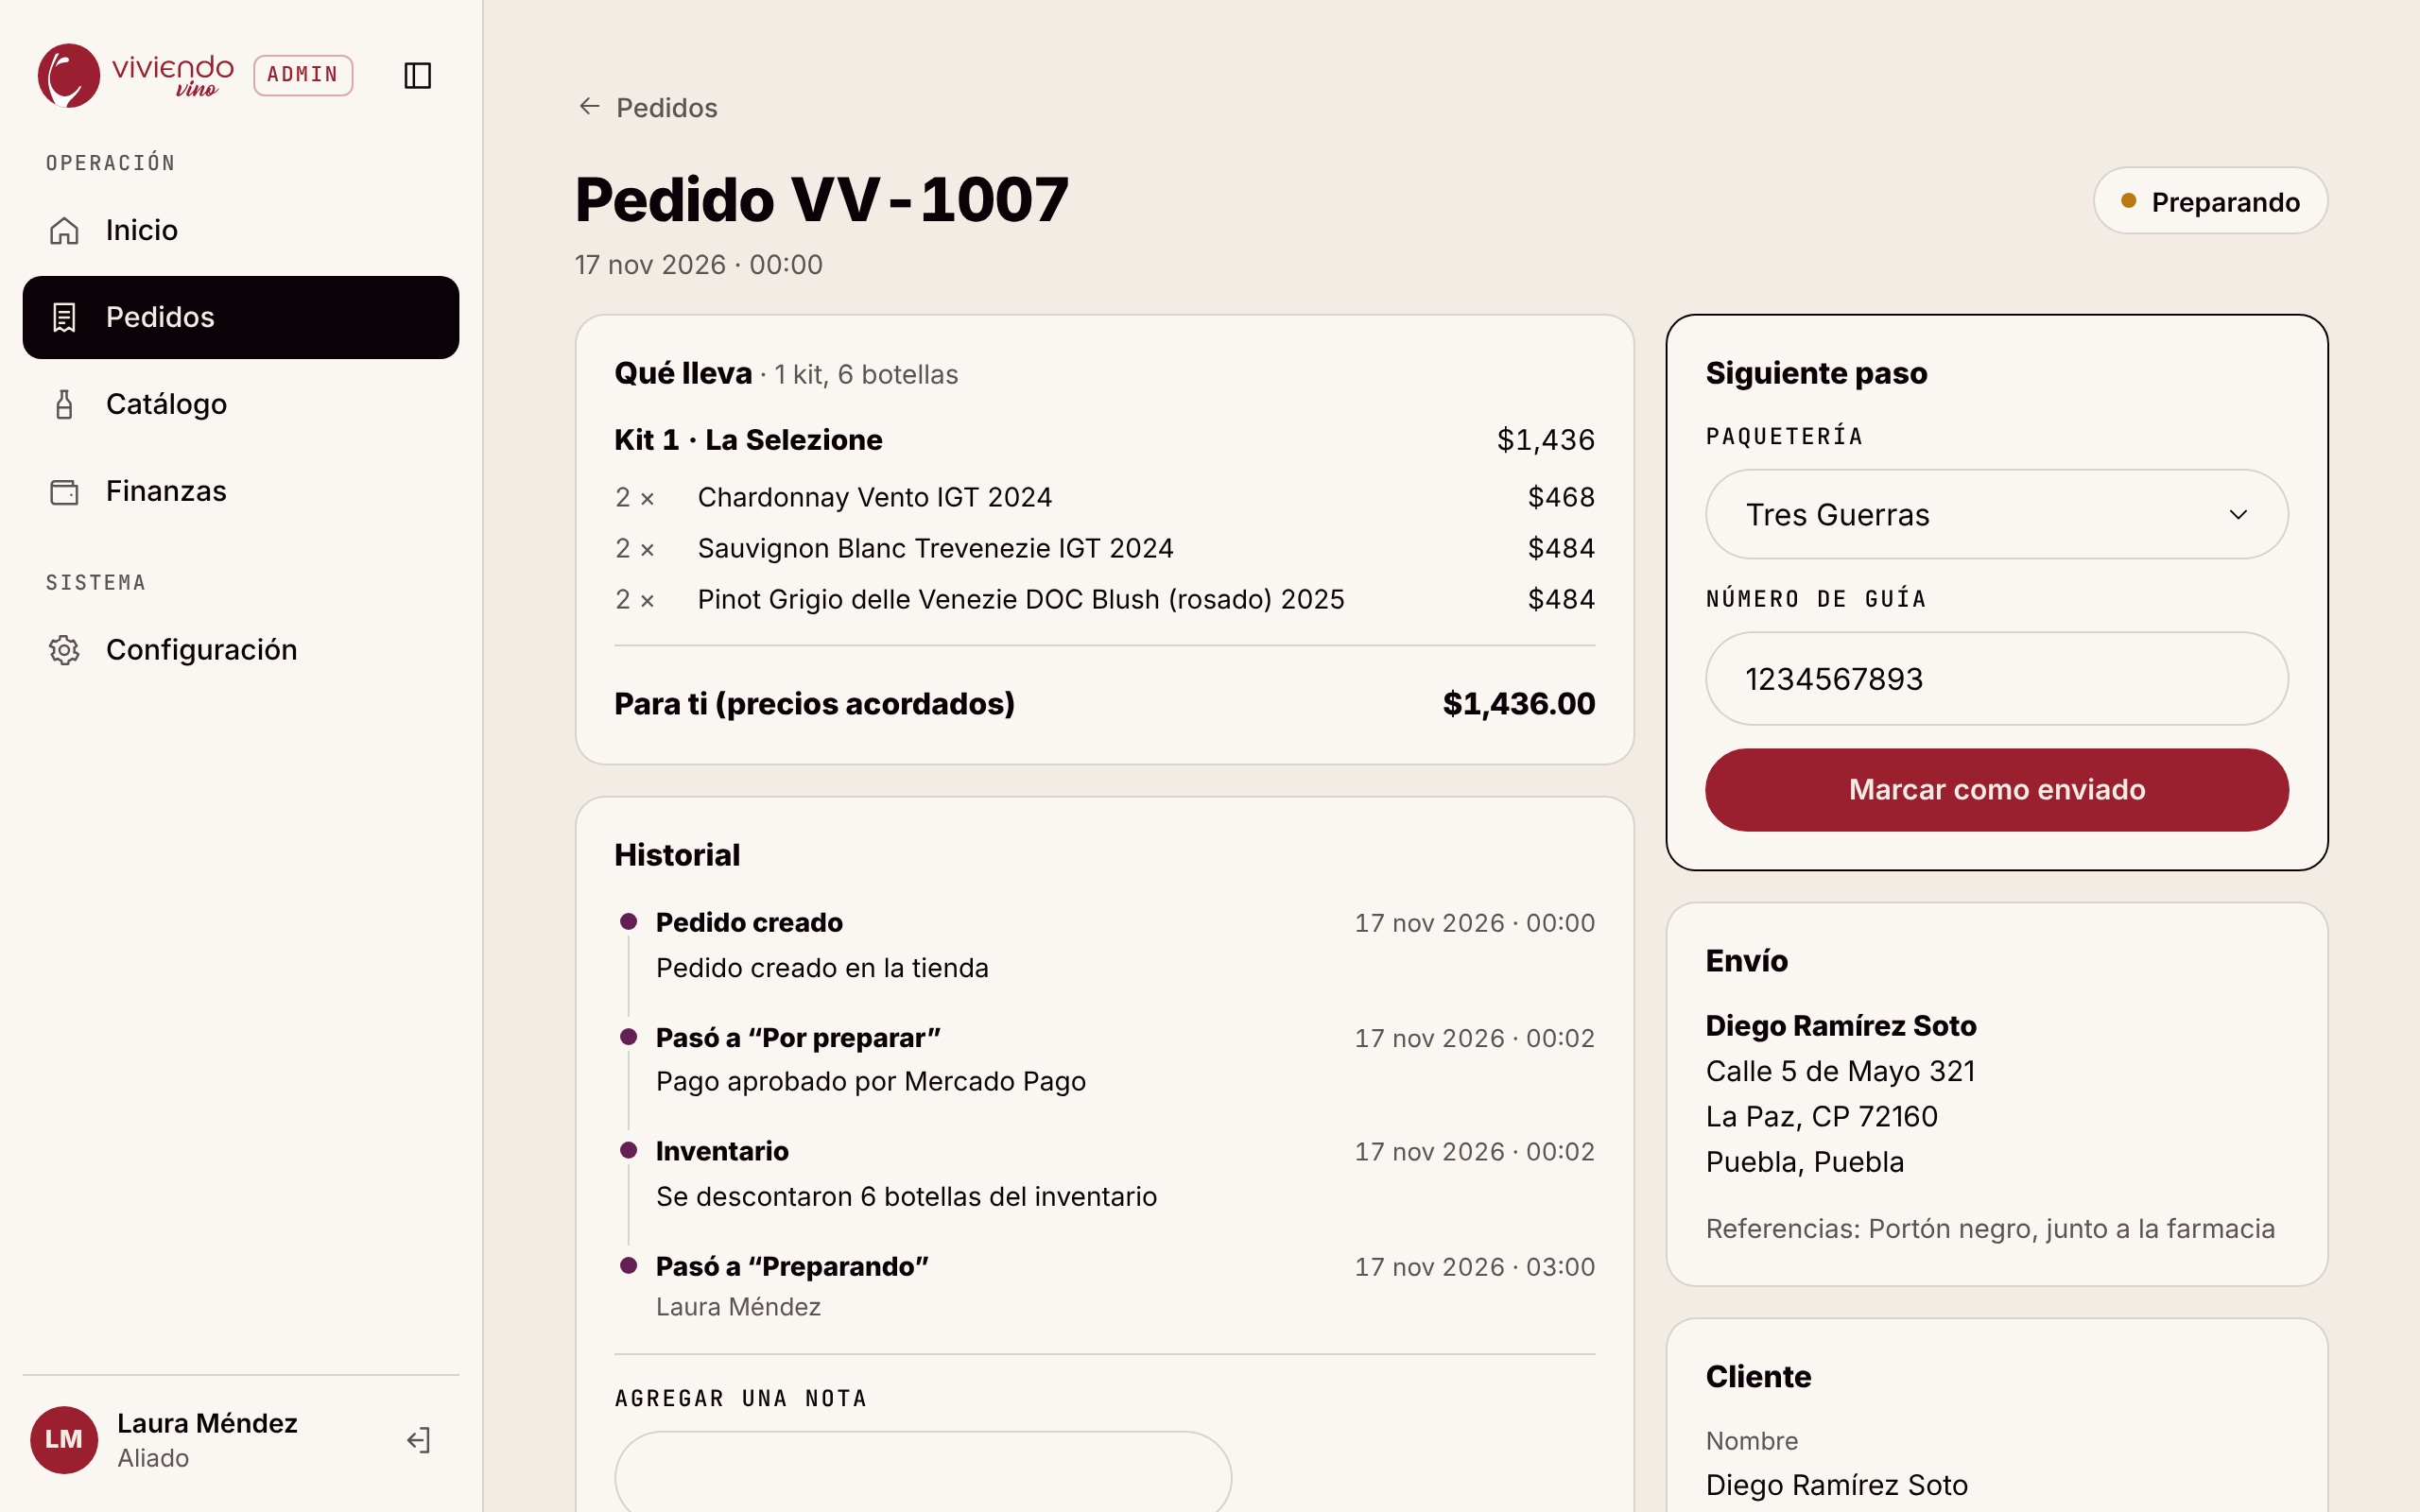 viviendo
vino
ADMIN
OPERACIÓN
Inicio
Pedidos
Catálogo
Finanzas
SISTEMA
Configuración
LM
Laura Méndez
Aliado
← Pedidos
Pedido VV-1007
17 nov 2026 · 00:00
Preparando
Qué lleva · 1 kit, 6 botellas
Kit 1 · La Selezione $1,436
2 × Chardonnay Vento IGT 2024 $468
2 × Sauvignon Blanc Trevenezie IGT 2024 $484
2 × Pinot Grigio delle Venezie DOC Blush (rosado) 2025 $484
Para ti (precios acordados) $1,436.00
Historial
Pedido creado 17 nov 2026 · 00:00
Pedido creado en la tienda
Pasó a “Por preparar” 17 nov 2026 · 00:02
Pago aprobado por Mercado Pago
Inventario 17 nov 2026 · 00:02
Se descontaron 6 botellas del inventario
Pasó a “Preparando” 17 nov 2026 · 03:00
Laura Méndez
AGREGAR UNA NOTA
Siguiente paso
PAQUETERÍA
Tres Guerras
NÚMERO DE GUÍA
1234567893
Marcar como enviado
Envío
Diego Ramírez Soto
Calle 5 de Mayo 321
La Paz, CP 72160
Puebla, Puebla
Referencias: Portón negro, junto a la farmacia
Cliente
Nombre
Diego Ramírez Soto